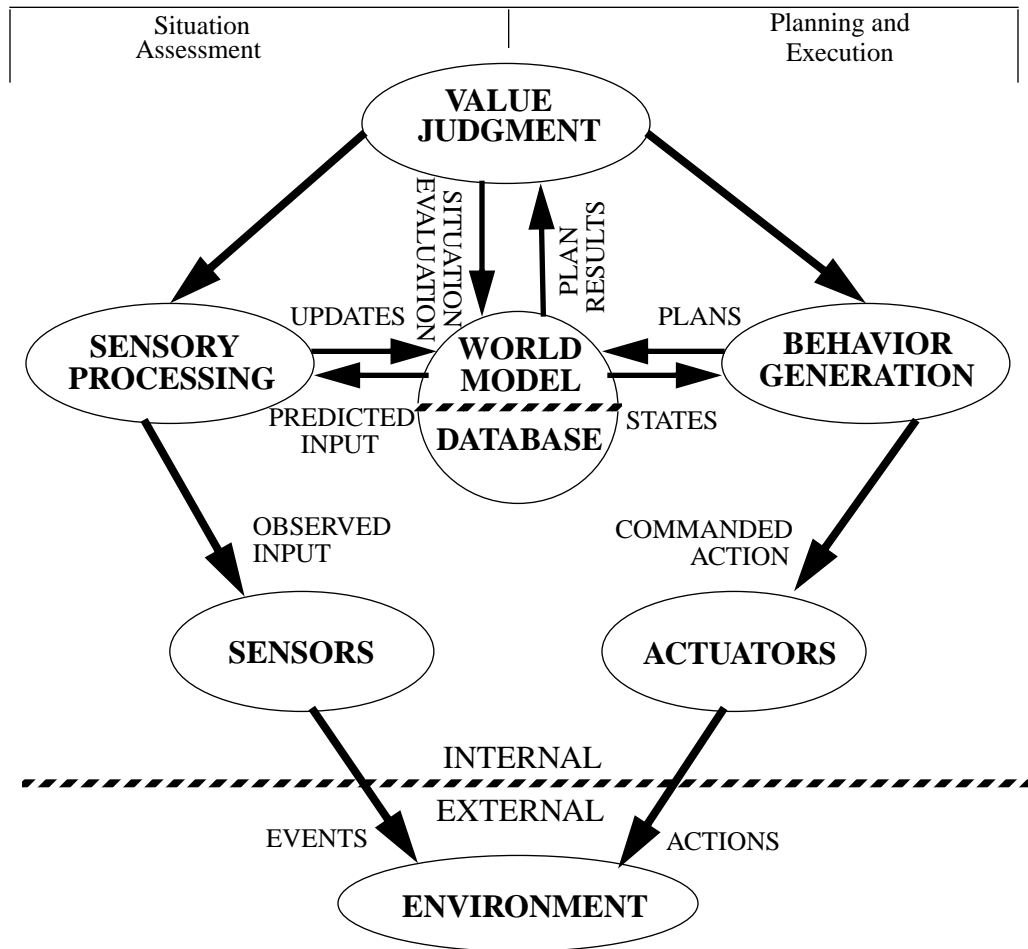 Situation
Assessment
Planning and
Execution
VALUE
JUDGMENT
SITUATION
EVALUATION
PLAN
RESULTS
SENSORY
PROCESSING
UPDATES
PREDICTED
INPUT
WORLD
MODEL
DATABASE
PLANS
STATES
BEHAVIOR
GENERATION
OBSERVED
INPUT
COMMANDED
ACTION
SENSORS
ACTUATORS
INTERNAL
EXTERNAL
EVENTS
ACTIONS
ENVIRONMENT